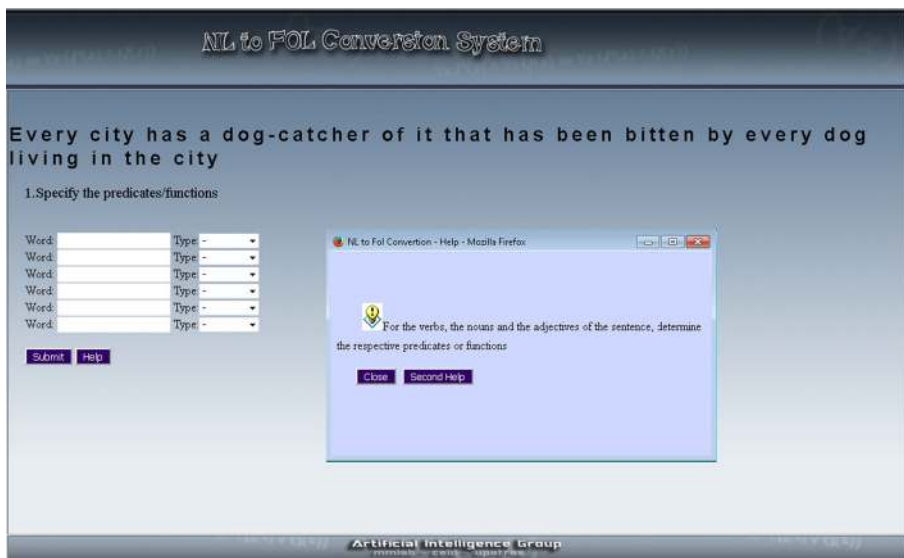 NL to FOL Conversion System
Every city has a dog-catcher of it that has been bitten by every dog
living in the city
1.Specify the predicates/functions
Word: Type: -
Word: Type: -
Word: Type: -
Word: Type: -
Word: Type: -
Word: Type: -
Submit Help
NL to Fol Convertion - Help - Mozilla Firefox
For the verbs, the nouns and the adjectives of the sentence, determine
the respective predicates or functions
Close Second Help
Artificial Intelligence Group